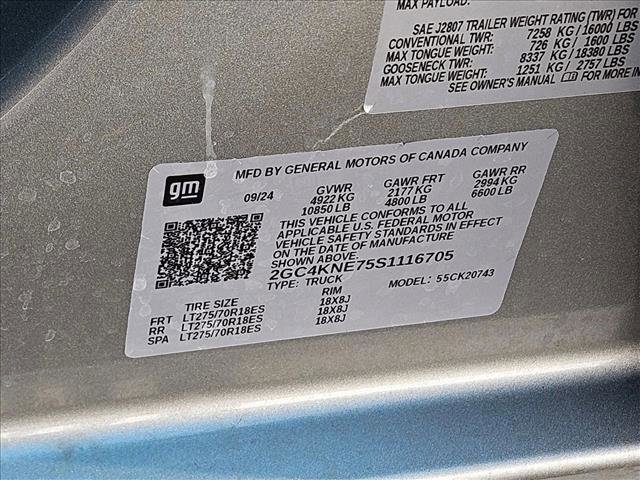 MAX PAYLOAD:
SAE J2807 TRAILER WEIGHT RATING (TWR) FOR
CONVENTIONAL TWR: 7258 KG / 16000 LBS
MAX TONGUE WEIGHT: 726 KG / 1600 LBS
GOOSENECK TWR: 8337 KG / 18380 LBS
MAX TONGUE WEIGHT: 1251 KG / 2757 LBS
SEE OWNER'S MANUAL FOR MORE IN
gm
MFD BY GENERAL MOTORS OF CANADA COMPANY
09/24 GVWR GAWR FRT GAWR RR
4922 KG 2177 KG 2994 KG
10850 LB 4800 LB 6600 LB
THIS VEHICLE CONFORMS TO ALL
APPLICABLE U.S. FEDERAL MOTOR
VEHICLE SAFETY STANDARDS IN EFFECT
ON THE DATE OF MANUFACTURE
SHOWN ABOVE.
2GC4KNE75S1116705
TYPE: TRUCK MODEL: 55CK20743
TIRE SIZE RIM
FRT LT275/70R18ES 18X8J
RR LT275/70R18ES 18X8J
SPA LT275/70R18ES 18X8J